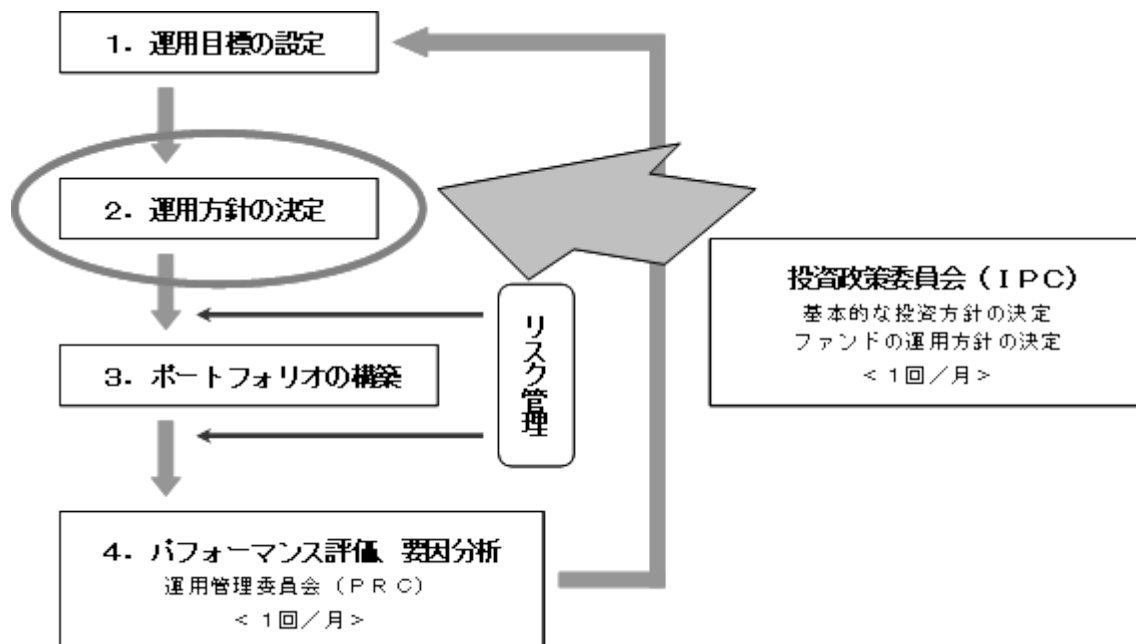 1. 運用目標の設定
2. 運用方針の決定
3. ポートフォリオの構築
4. パフォーマンス評価、要因分析
運用管理委員会(PRC)
<1回/月>
リスク管理
投資政策委員会(IPC)
基本的な投資方針の決定
ファンドの運用方針の決定
<1回/月>